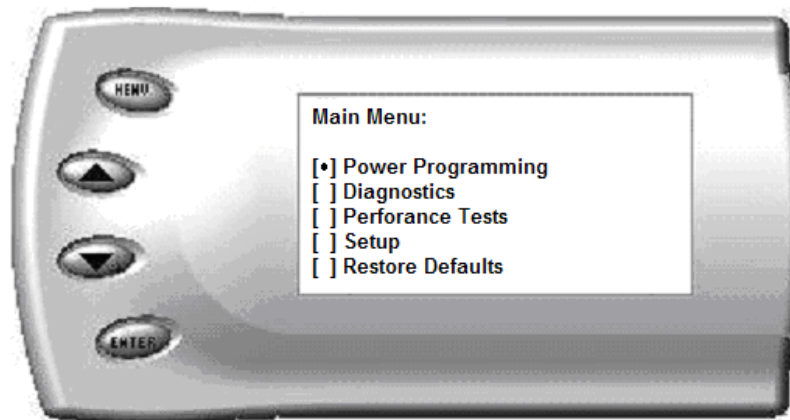 MENU
Main Menu:
[•] Power Programming
[ ] Diagnostics
[ ] Perforance Tests
[ ] Setup
[ ] Restore Defaults
ENTER